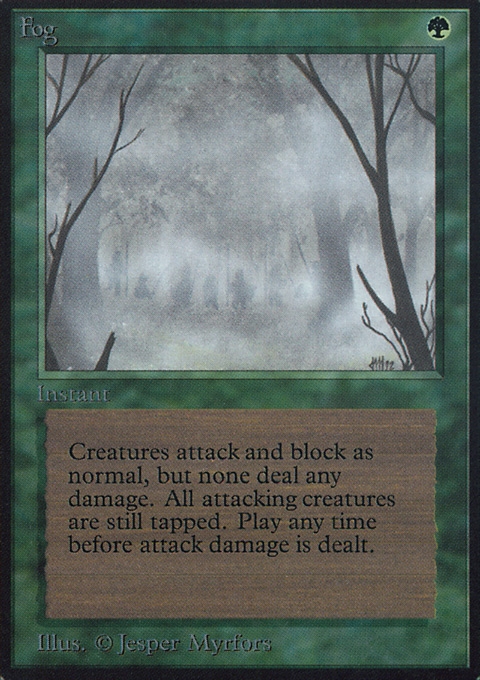 Fog
Instant
Creatures attack and block as
normal, but none deal any
damage. All attacking creatures
are still tapped. Play any time
before attack damage is dealt.
Illus. © Jesper Myrfors